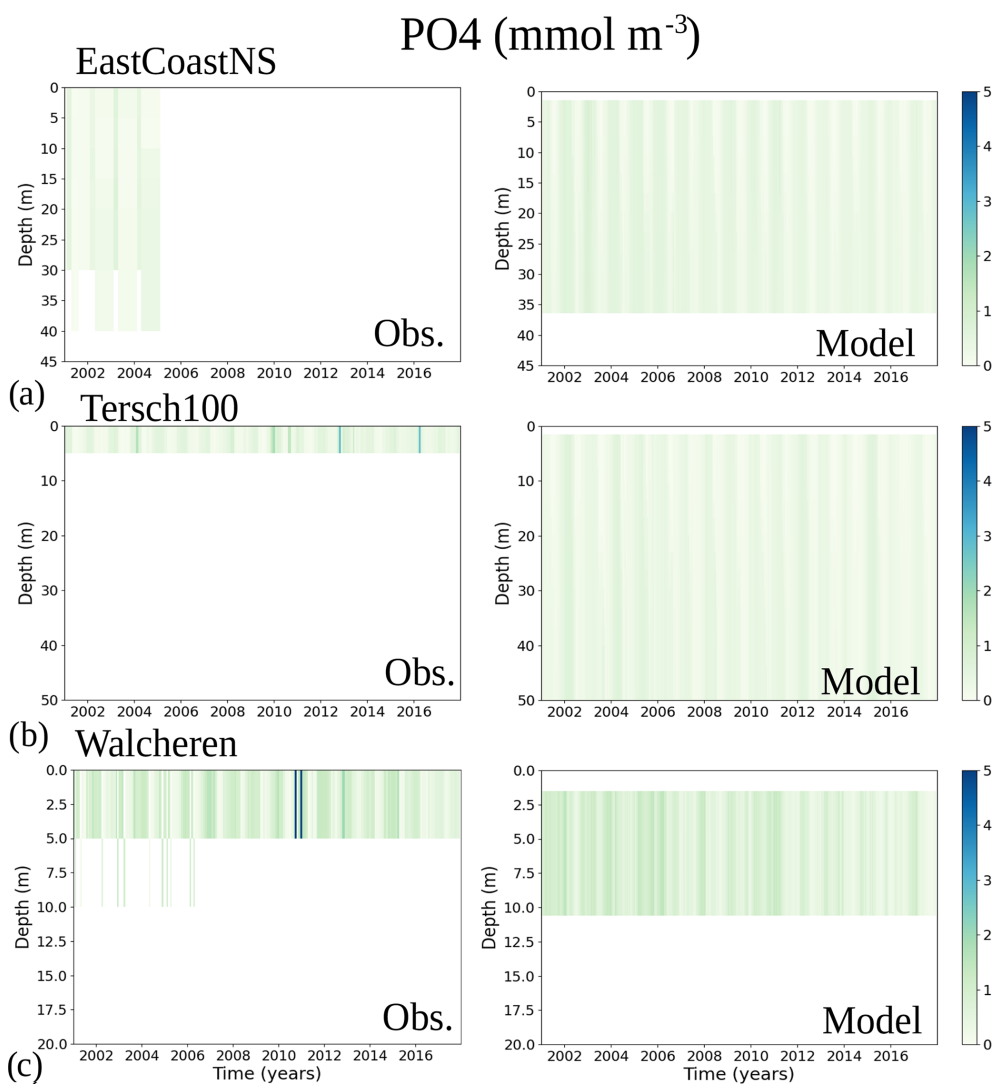 PO4 (mmol m-3)
EastCoastNS
0 5 10 15 20 25 30 35 40 45
Depth (m)
Obs.
2002 2004 2006 2008 2010 2012 2014 2016
0 5 10 15 20 25 30 35 40 45
Depth (m)
Model
2002 2004 2006 2008 2010 2012 2014 2016
5 4 3 2 1 0
(a)
Tersch100
0 10 20 30 40 50
Depth (m)
Obs.
2002 2004 2006 2008 2010 2012 2014 2016
0 10 20 30 40 50
Depth (m)
Model
2002 2004 2006 2008 2010 2012 2014 2016
5 4 3 2 1 0
(b)
Walcheren
0.0 2.5 5.0 7.5 10.0 12.5 15.0 17.5 20.0
Depth (m)
Obs.
2002 2004 2006 2008 2010 2012 2014 2016
Time (years)
0.0 2.5 5.0 7.5 10.0 12.5 15.0 17.5 20.0
Depth (m)
Model
2002 2004 2006 2008 2010 2012 2014 2016
Time (years)
5 4 3 2 1 0
(c)